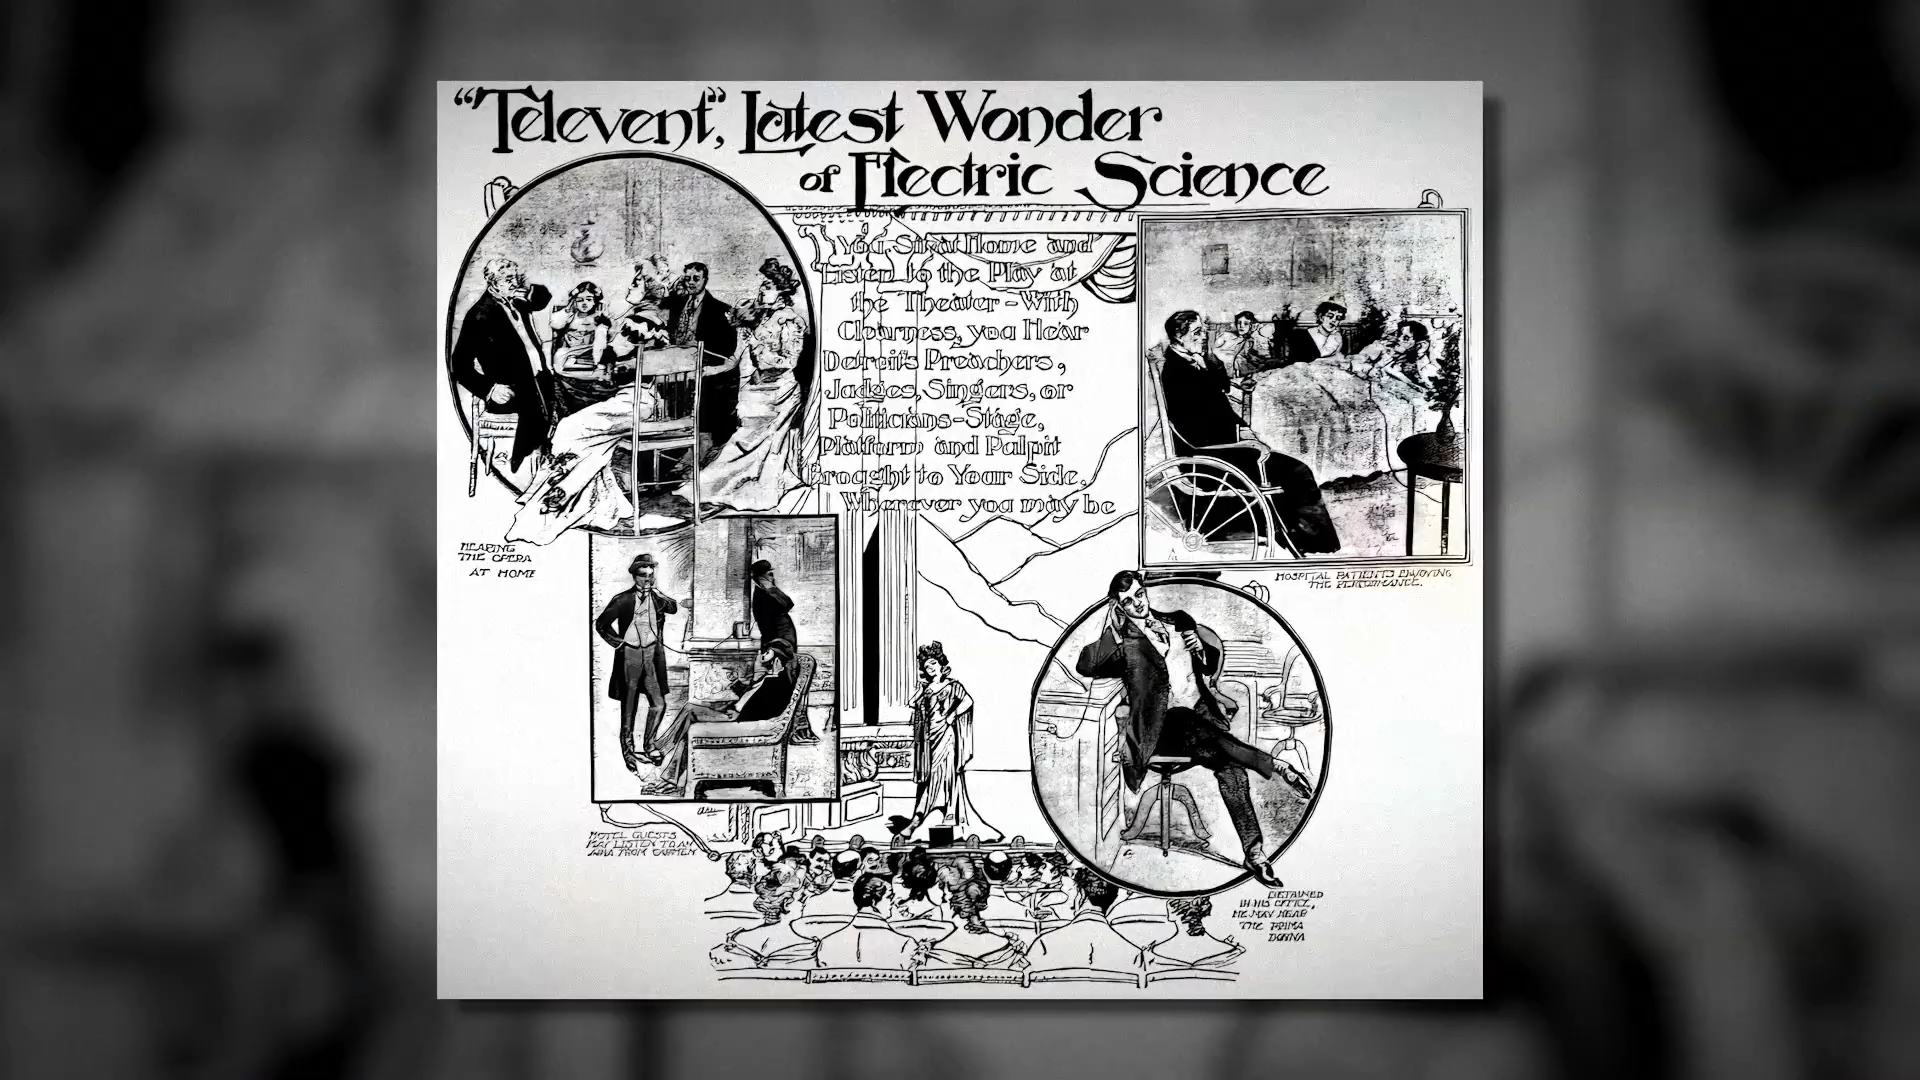 "Televent", Latest Wonder
of Electric Science
You Sit at Home and
Listen to the Play at
the Theater - With
Clearness, you Hear
Detroit's Preachers,
Judges, Singers, or
Politicians - Stage,
Platform and Pulpit
Brought to Your Side,
Wherever you may be
HEARING
THE OPERA
AT HOME
HOSPITAL PATIENTS ENJOYING
THE PERFORMANCE.
HOTEL GUESTS
MAY LISTEN TO AN
ARIA FROM CARMEN
DETAINED
IN HIS OFFICE,
HE MAY HEAR
THE PRIMA
DONNA